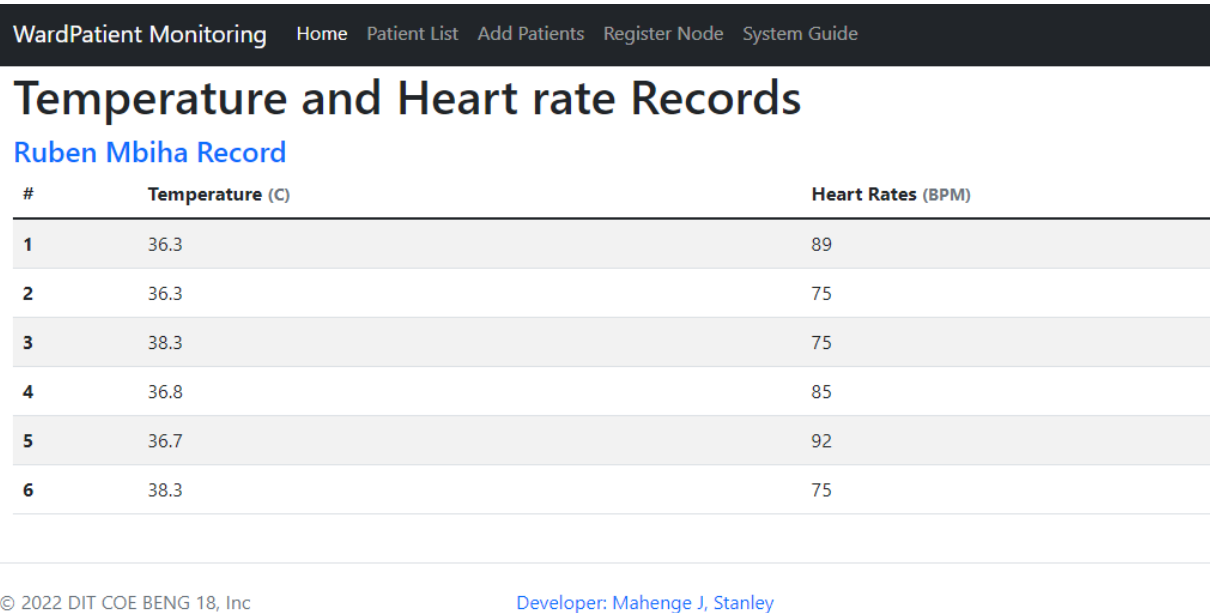 WardPatient Monitoring Home Patient List Add Patients Register Node System Guide
Temperature and Heart rate Records
Ruben Mbiha Record
# Temperature (C) Heart Rates (BPM)
1 36.3 89
2 36.3 75
3 38.3 75
4 36.8 85
5 36.7 92
6 38.3 75
© 2022 DIT COE BENG 18, Inc Developer: Mahenge J, Stanley